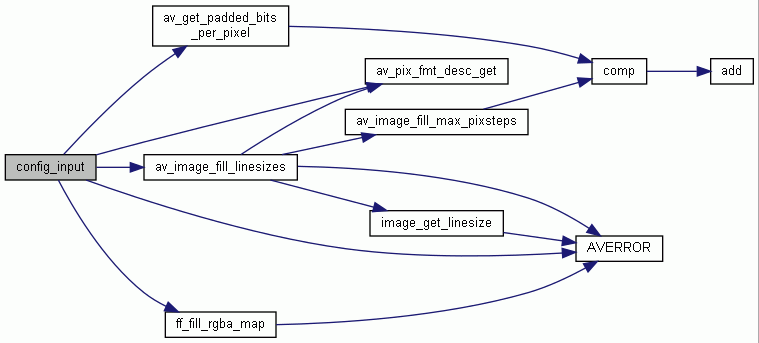 av_get_padded_bits
_per_pixel
av_pix_fmt_desc_get
comp
add
av_image_fill_max_pixsteps
config_input
av_image_fill_linesizes
image_get_linesize
AVERROR
ff_fill_rgba_map